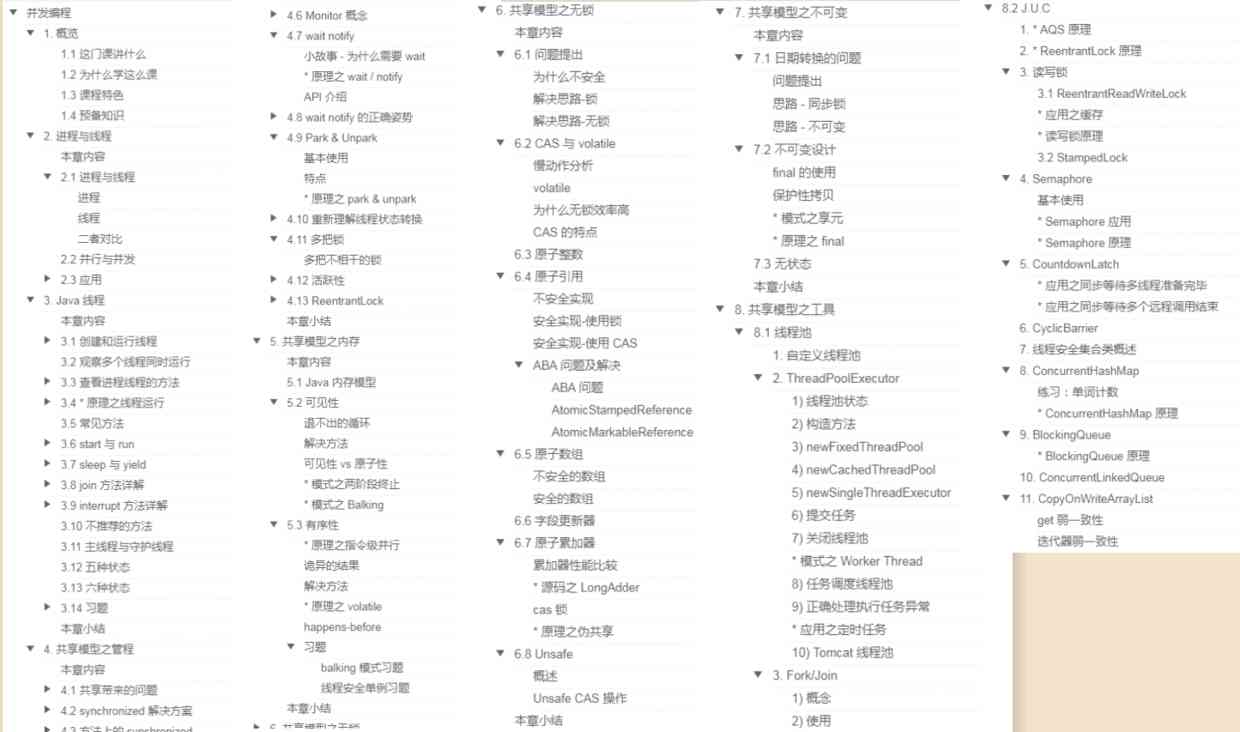 并发编程
1. 概览
1.1 这门课讲什么
1.2 为什么学这么课
1.3 课程特色
1.4 预备知识
2. 进程与线程
本章内容
2.1 进程与线程
进程
线程
二者对比
2.2 并行与并发
2.3 应用
3. Java 线程
本章内容
3.1 创建和运行线程
3.2 观察多个线程同时运行
3.3 查看进程线程的方法
3.4 * 原理之线程运行
3.5 常见方法
3.6 start 与 run
3.7 sleep 与 yield
3.8 join 方法详解
3.9 interrupt 方法详解
3.10 不推荐的方法
3.11 主线程与守护线程
3.12 五种状态
3.13 六种状态
3.14 习题
本章小结
4. 共享模型之管程
本章内容
4.1 共享带来的问题
4.2 synchronized 解决方案
4.3 方法上的 synchronized
4.6 Monitor 概念
4.7 wait notify
小故事 - 为什么需要 wait
* 原理之 wait / notify
API 介绍
4.8 wait notify 的正确姿势
4.9 Park & Unpark
基本使用
特点
* 原理之 park & unpark
4.10 重新理解线程状态转换
4.11 多把锁
多把不相干的锁
4.12 活跃性
4.13 ReentrantLock
本章小结
5. 共享模型之内存
本章内容
5.1 Java 内存模型
5.2 可见性
退不出的循环
解决方法
可见性 vs 原子性
* 模式之两阶段终止
* 模式之 Balking
5.3 有序性
* 原理之指令级并行
诡异的结果
解决方法
* 原理之 volatile
happens-before
习题
balking 模式习题
线程安全单例习题
本章小结
6. 共享模型之无锁
6. 共享模型之无锁
本章内容
6.1 问题提出
为什么不安全
解决思路-锁
解决思路-无锁
6.2 CAS 与 volatile
慢动作分析
volatile
为什么无锁效率高
CAS 的特点
6.3 原子整数
6.4 原子引用
不安全实现
安全实现-使用锁
安全实现-使用 CAS
ABA 问题及解决
ABA 问题
AtomicStampedReference
AtomicMarkableReference
6.5 原子数组
不安全的数组
安全的数组
6.6 字段更新器
6.7 原子累加器
累加器性能比较
* 源码之 LongAdder
cas 锁
* 原理之伪共享
6.8 Unsafe
概述
Unsafe CAS 操作
本章小结
7. 共享模型之不可变
本章内容
7.1 日期转换的问题
问题提出
思路 - 同步锁
思路 - 不可变
7.2 不可变设计
final 的使用
保护性拷贝
* 模式之享元
* 原理之 final
7.3 无状态
本章小结
8. 共享模型之工具
8.1 线程池
1. 自定义线程池
2. ThreadPoolExecutor
1) 线程池状态
2) 构造方法
3) newFixedThreadPool
4) newCachedThreadPool
5) newSingleThreadExecutor
6) 提交任务
7) 关闭线程池
* 模式之 Worker Thread
8) 任务调度线程池
9) 正确处理执行任务异常
* 应用之定时任务
10) Tomcat 线程池
3. Fork/Join
1) 概念
2) 使用
8.2 J U C
1. * AQS 原理
2. * ReentrantLock 原理
3. 读写锁
3.1 ReentrantReadWriteLock
* 应用之缓存
* 读写锁原理
3.2 StampedLock
4. Semaphore
基本使用
* Semaphore 应用
* Semaphore 原理
5. CountdownLatch
* 应用之同步等待多线程准备完毕
* 应用之同步等待多个远程调用结束
6. CyclicBarrier
7. 线程安全集合类概述
8. ConcurrentHashMap
练习：单词计数
* ConcurrentHashMap 原理
9. BlockingQueue
* BlockingQueue 原理
10. ConcurrentLinkedQueue
11. CopyOnWriteArrayList
get 弱一致性
迭代器弱一致性